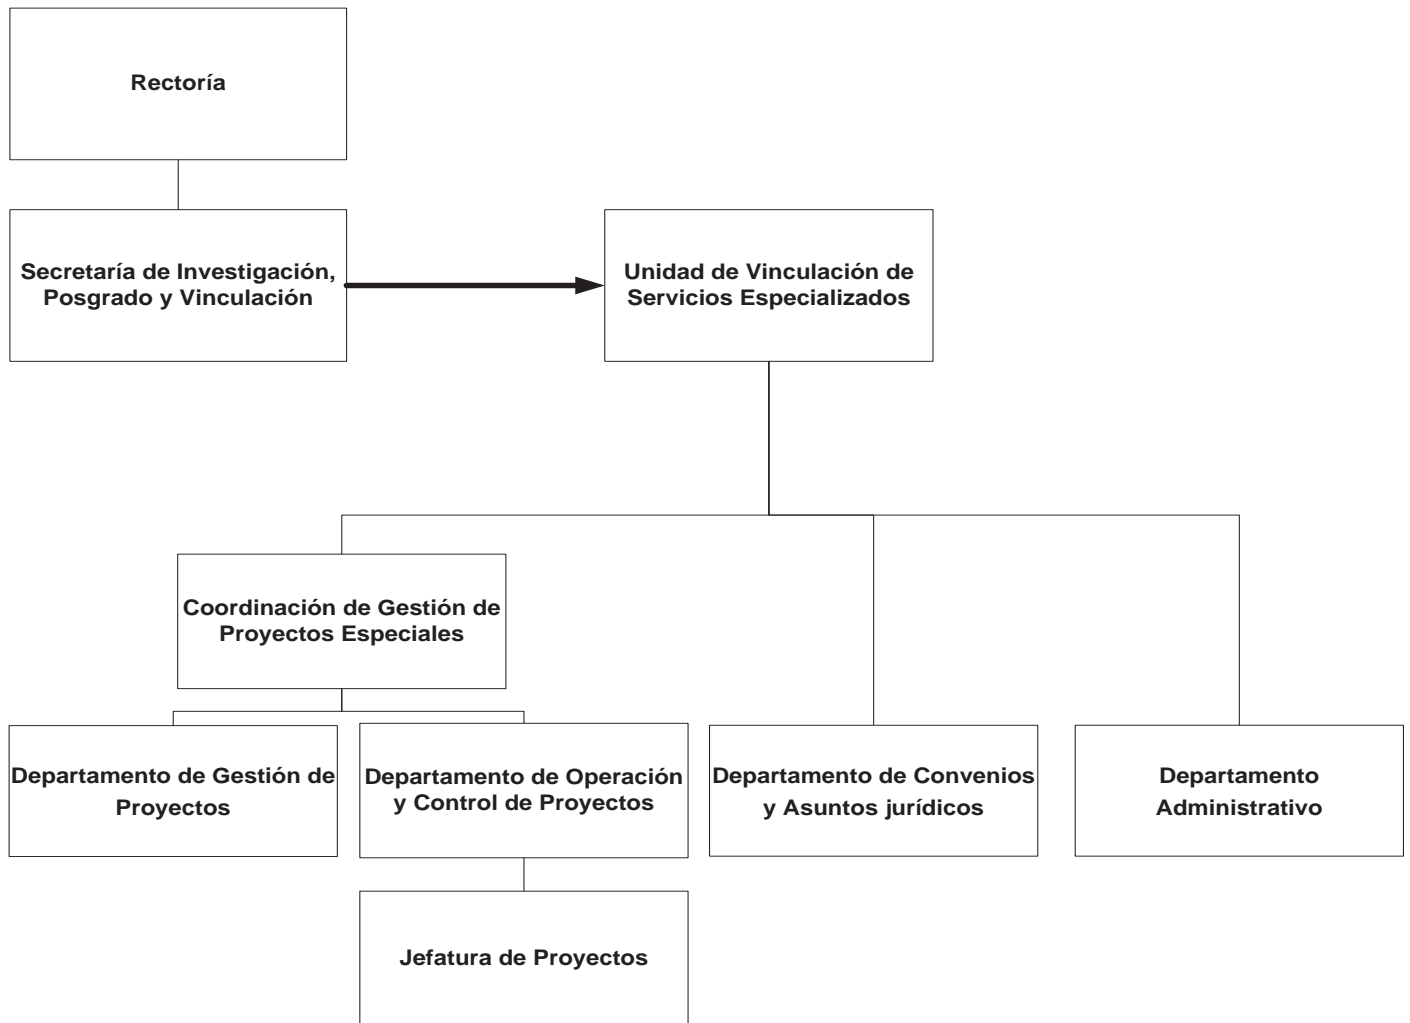 Rectoría
Secretaría de Investigación,
Posgrado y Vinculación
Unidad de Vinculación de
Servicios Especializados
Coordinación de Gestión de
Proyectos Especiales
Departamento de Gestión de
Proyectos
Departamento de Operación
y Control de Proyectos
Departamento de Convenios
y Asuntos jurídicos
Departamento
Administrativo
Jefatura de Proyectos